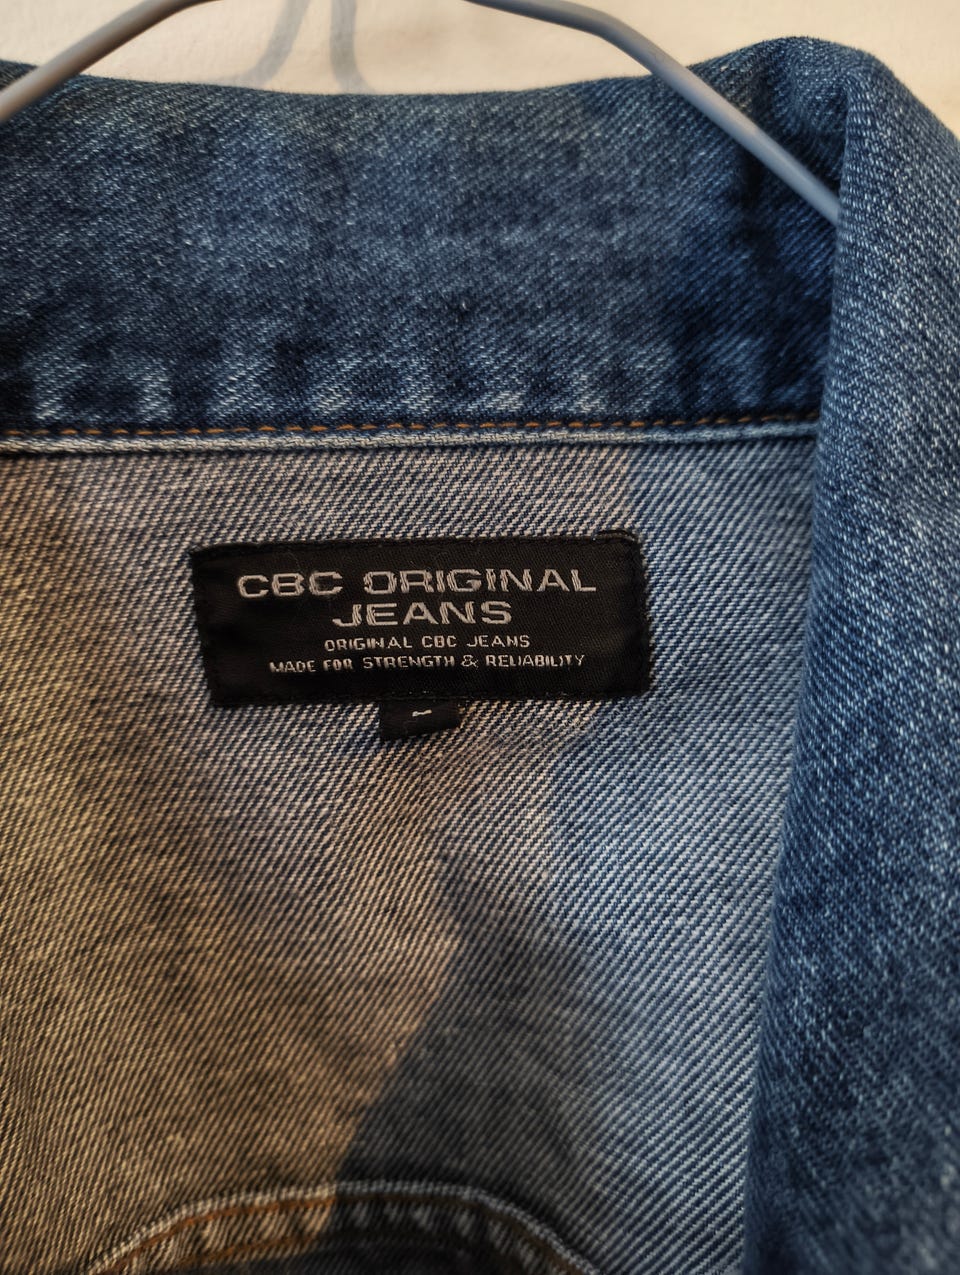 CBC ORIGINAL
JEANS
ORIGINAL CBC JEANS
MADE FOR STRENGTH & RELIABILITY